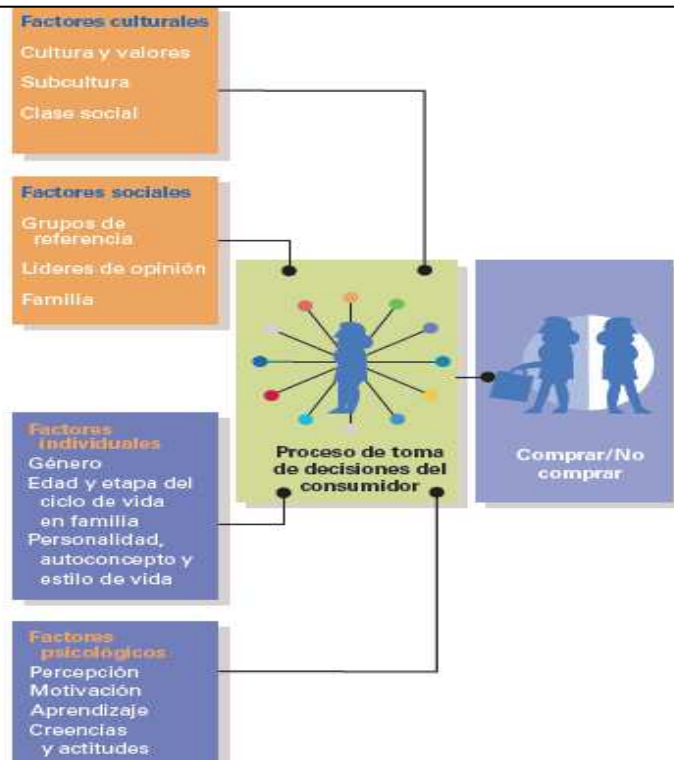 Factores culturales
Cultura y valores
Subcultura
Clase social
Factores sociales
Grupos de
referencia
Líderes de opinión
Familia
Factores
individuales
Género
Edad y etapa del
ciclo de vida
en familia
Personalidad,
autoconcepto y
estilo de vida
Factores
psicológicos
Percepción
Motivación
Aprendizaje
Creencias
y actitudes
Proceso de toma
de decisiones del
consumidor
Comprar/No
comprar